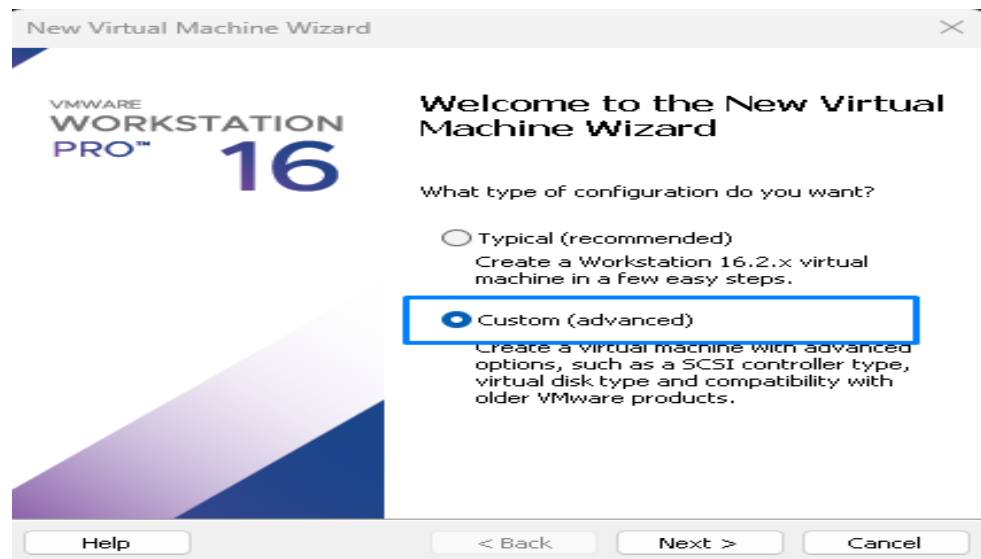 New Virtual Machine Wizard
VMWARE
WORKSTATION
PRO™ 16
Welcome to the New Virtual
Machine Wizard
What type of configuration do you want?
Typical (recommended)
Create a Workstation 16.2.x virtual
machine in a few easy steps.
Custom (advanced)
Create a virtual machine with advanced
options, such as a SCSI controller type,
virtual disk type and compatibility with
older VMware products.
Help
< Back
Next >
Cancel